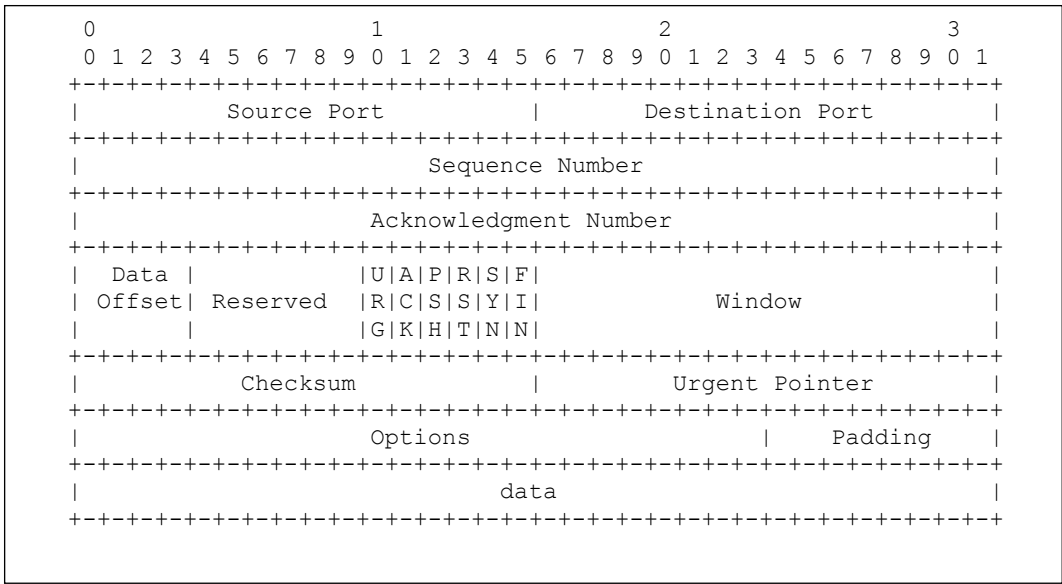 0                   1                   2                   3
 0 1 2 3 4 5 6 7 8 9 0 1 2 3 4 5 6 7 8 9 0 1 2 3 4 5 6 7 8 9 0 1
+-+-+-+-+-+-+-+-+-+-+-+-+-+-+-+-+-+-+-+-+-+-+-+-+-+-+-+-+-+-+-+-+
|          Source Port          |       Destination Port        |
+-+-+-+-+-+-+-+-+-+-+-+-+-+-+-+-+-+-+-+-+-+-+-+-+-+-+-+-+-+-+-+-+
|                        Sequence Number                        |
+-+-+-+-+-+-+-+-+-+-+-+-+-+-+-+-+-+-+-+-+-+-+-+-+-+-+-+-+-+-+-+-+
|                    Acknowledgment Number                      |
+-+-+-+-+-+-+-+-+-+-+-+-+-+-+-+-+-+-+-+-+-+-+-+-+-+-+-+-+-+-+-+-+
|  Data |           |U|A|P|R|S|F|                               |
| Offset| Reserved  |R|C|S|S|Y|I|            Window             |
|       |           |G|K|H|T|N|N|                               |
+-+-+-+-+-+-+-+-+-+-+-+-+-+-+-+-+-+-+-+-+-+-+-+-+-+-+-+-+-+-+-+-+
|           Checksum            |         Urgent Pointer        |
+-+-+-+-+-+-+-+-+-+-+-+-+-+-+-+-+-+-+-+-+-+-+-+-+-+-+-+-+-+-+-+-+
|                    Options                    |    Padding    |
+-+-+-+-+-+-+-+-+-+-+-+-+-+-+-+-+-+-+-+-+-+-+-+-+-+-+-+-+-+-+-+-+
|                             data                              |
+-+-+-+-+-+-+-+-+-+-+-+-+-+-+-+-+-+-+-+-+-+-+-+-+-+-+-+-+-+-+-+-+